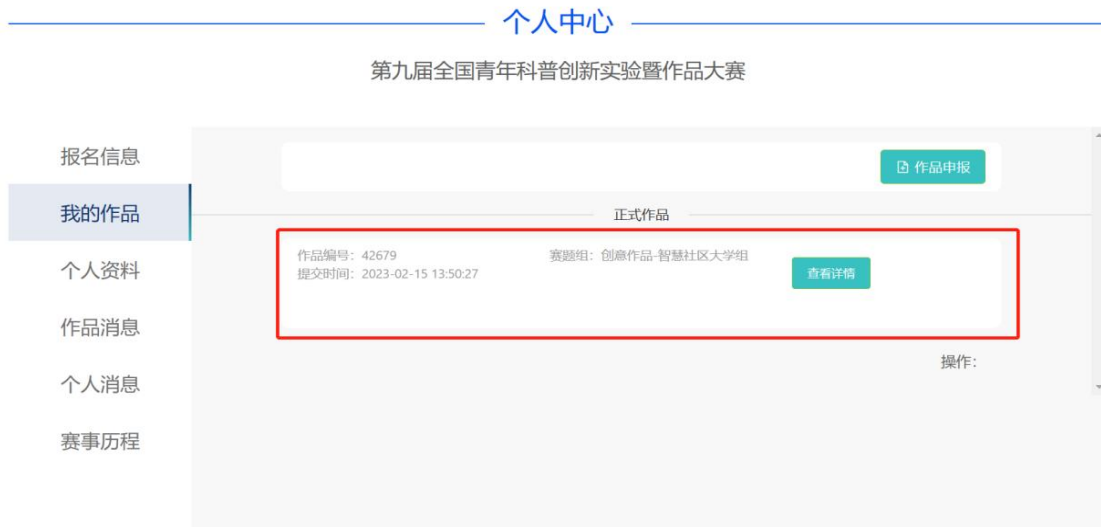 个人中心
第九届全国青年科普创新实验暨作品大赛
报名信息
作品申报
我的作品
正式作品
作品编号：42679 赛题组：创意作品-智慧社区大学组
提交时间：2023-02-15 13:50:27
查看详情
个人资料
作品消息
操作：
个人消息
赛事历程